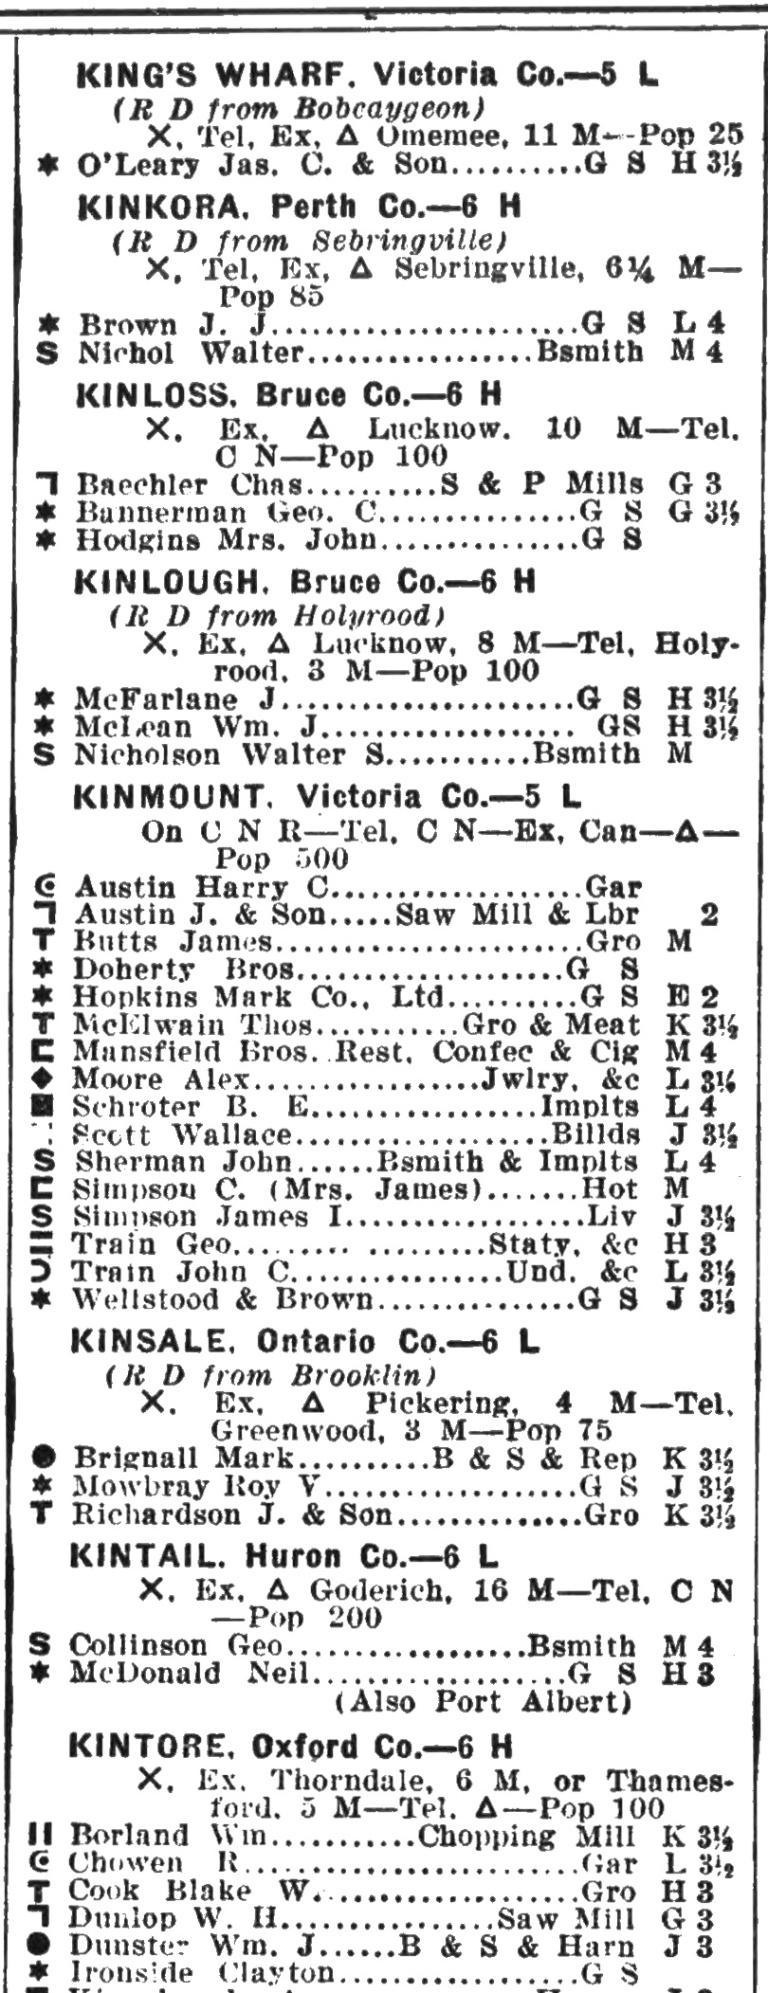 KING'S WHARF, Victoria Co.—5 L
(R D from Bobcaygeon)
✕, Tel, Ex, Δ Omemee, 11 M—Pop 25
✶ O'Leary Jas. C. & Son..........G S H 3½
KINKORA, Perth Co.—6 H
(R D from Sebringville)
✕, Tel, Ex, Δ Sebringville, 6¼ M—
Pop 85
✶ Brown J. J.......................G S L 4
S Nichol Walter.................Bsmith M 4
KINLOSS, Bruce Co.—6 H
✕, Ex, Δ Lucknow, 10 M—Tel,
C N—Pop 100
ㄱ Baechler Chas..........S & P Mills G 3
✶ Bannerman Geo. C...............G S G 3½
✶ Hodgins Mrs. John...............G S
KINLOUGH, Bruce Co.—6 H
(R D from Holyrood)
✕, Ex, Δ Lucknow, 8 M—Tel, Holy-
rood, 3 M—Pop 100
✶ McFarlane J......................G S H 3½
✶ McLean Wm. J................... GS H 3½
S Nicholson Walter S...........Bsmith M
KINMOUNT, Victoria Co.—5 L
On C N R—Tel, C N—Ex, Can—Δ—
Pop 500
Austin Harry C...................Gar
ㄱ Austin J. & Son.....Saw Mill & Lbr 2
T Butts James.......................Gro M
✶ Doherty Bros....................G S
✶ Hopkins Mark Co., Ltd..........G S E 2
T McElwain Thos...........Gro & Meat K 3½
⊏ Mansfield Bros..Rest, Confec & Cig M 4
◆ Moore Alex.................Jwlry, &c L 3½
Schroter B. E.................Implts L 4
Scott Wallace...................Billds J 3½
S Sherman John......Bsmith & Implts L 4
⊏ Simpson C. (Mrs. James).......Hot M
S Simpson James I..................Liv J 3½
Train Geo......... .........Staty, &c H 3
Train John C................Und, &c L 3½
✶ Wellstood & Brown...............G S J 3½
KINSALE, Ontario Co.—6 L
(R D from Brooklin)
✕, Ex, Δ Pickering, 4 M—Tel,
Greenwood, 3 M—Pop 75
● Brignall Mark..........B & S & Rep K 3½
✶ Mowbray Roy V...................G S J 3½
T Richardson J. & Son..............Gro K 3½
KINTAIL, Huron Co.—6 L
✕, Ex, Δ Goderich, 16 M—Tel, C N
—Pop 200
S Collinson Geo..................Bsmith M 4
✶ McDonald Neil...................G S H 3
(Also Port Albert)
KINTORE, Oxford Co.—6 H
✕, Ex, Thorndale, 6 M, or Thames-
ford, 5 M—Tel, Δ—Pop 100
II Borland Wm...........Chopping Mill K 3½
Chowen R.........................Gar L 3½
T Cook Blake W....................Gro H 3
ㄱ Dunlop W. H................Saw Mill G 3
● Dunster Wm. J......B & S & Harn J 3
✶ Ironside Clayton..................G S